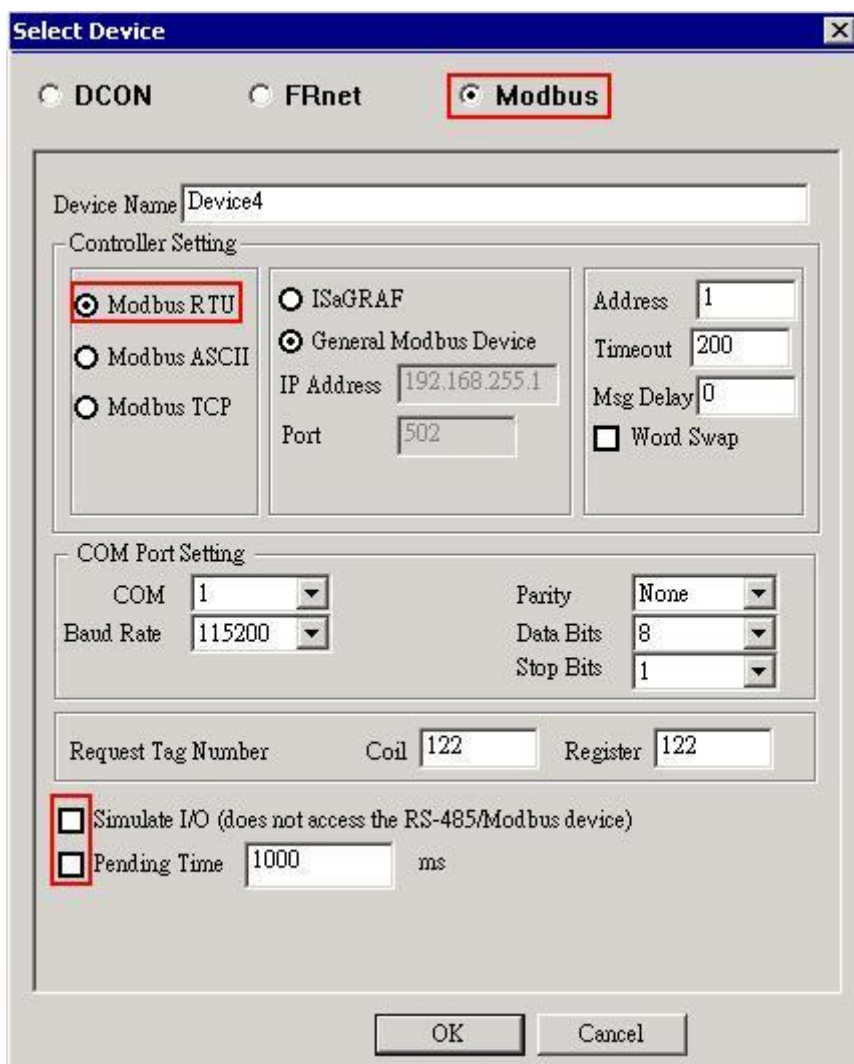 Select Device
DCON FRnet Modbus
Device Name Device4
Controller Setting
Modbus RTU
Modbus ASCII
Modbus TCP
ISaGRAF
General Modbus Device
IP Address 192.168.255.1
Port 502
Address 1
Timeout 200
Msg Delay 0
Word Swap
COM Port Setting
COM 1
Baud Rate 115200
Parity None
Data Bits 8
Stop Bits 1
Request Tag Number Coil 122 Register 122
Simulate I/O (does not access the RS-485/Modbus device)
Pending Time 1000 ms
OK Cancel